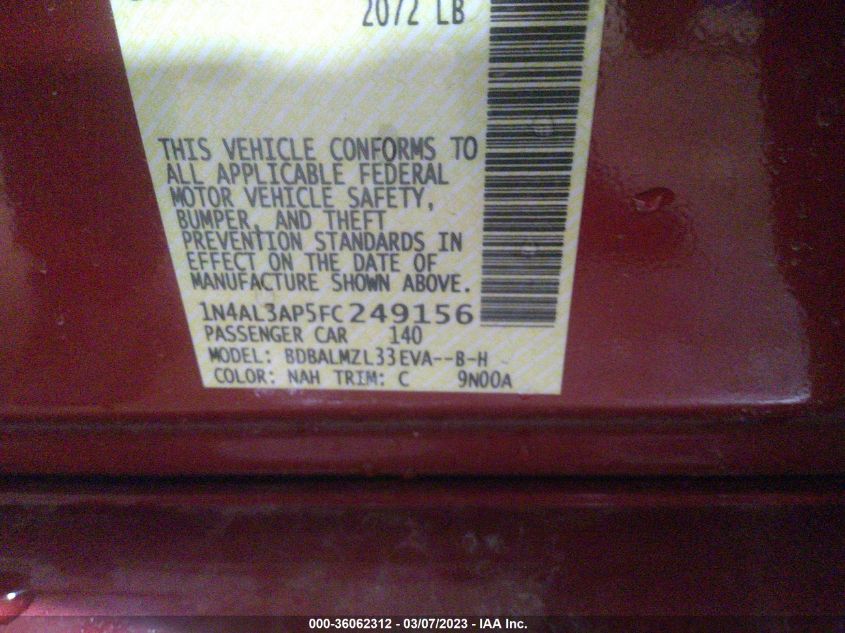 2072 LB
THIS VEHICLE CONFORMS TO
ALL APPLICABLE FEDERAL
MOTOR VEHICLE SAFETY,
BUMPER, AND THEFT
PREVENTION STANDARDS IN
EFFECT ON THE DATE OF
MANUFACTURE SHOWN ABOVE.
1N4AL3AP5FC249156
PASSENGER CAR 140
MODEL: BDBALMZL33EVA--B-H
COLOR: NAH TRIM: C 9N00A
000-36062312 - 03/07/2023 - IAA Inc.